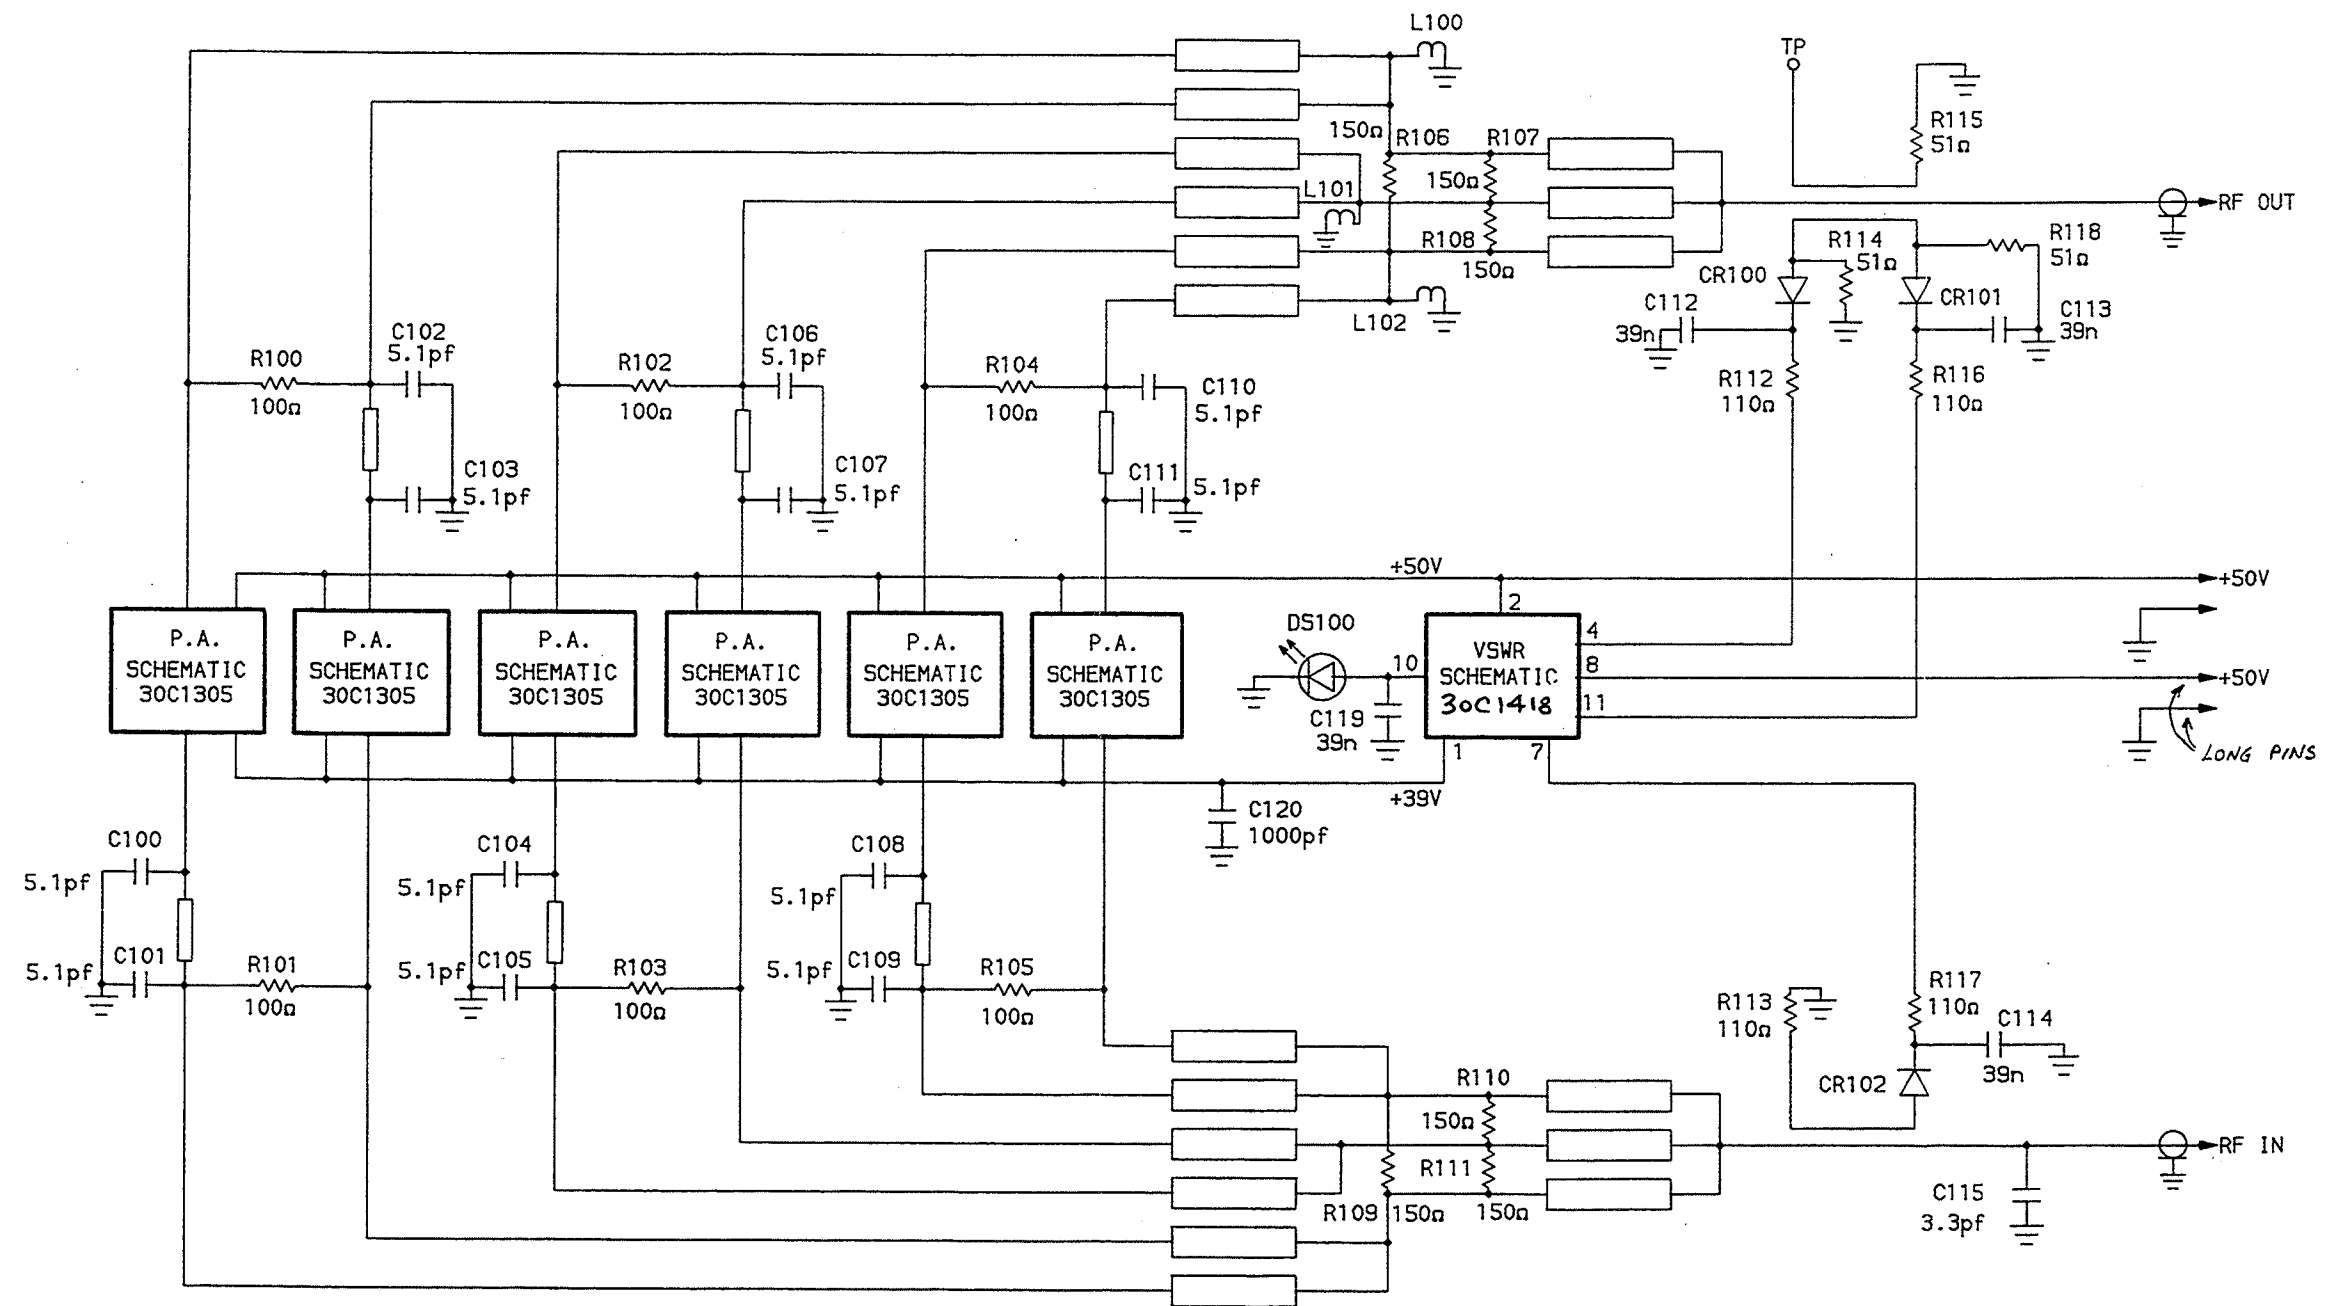 L100
TP
R115
51Ω
150Ω
R106
R107
150Ω
L101
RF OUT
R108
150Ω
R114
51Ω
R118
51Ω
CR100
CR101
C112
39n
C113
39n
L102
C102
5.1pf
R100
100Ω
C106
5.1pf
R102
100Ω
R104
100Ω
C110
5.1pf
R112
110Ω
R116
110Ω
C103
5.1pf
C107
5.1pf
C111
5.1pf
+50V
+50V
2
P.A.
SCHEMATIC
30C1305
P.A.
SCHEMATIC
30C1305
P.A.
SCHEMATIC
30C1305
P.A.
SCHEMATIC
30C1305
P.A.
SCHEMATIC
30C1305
P.A.
SCHEMATIC
30C1305
DS100
10
VSWR
SCHEMATIC
30C1418
4
8
11
+50V
C119
39n
1
7
LONG PINS
+39V
C120
1000pf
C100
5.1pf
C104
5.1pf
C108
5.1pf
C101
5.1pf
R101
100Ω
C105
5.1pf
R103
100Ω
C109
5.1pf
R105
100Ω
R113
110Ω
R117
110Ω
C114
39n
CR102
R110
150Ω
R111
150Ω
R109
150Ω
RF IN
C115
3.3pf